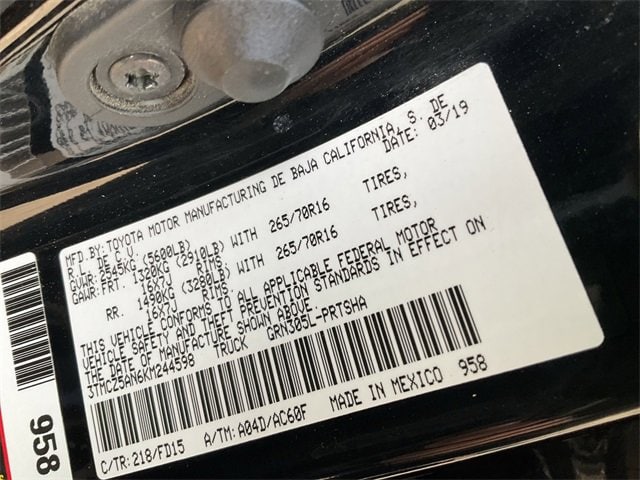 MFD.BY:TOYOTA MOTOR MANUFACTURING DE BAJA CALIFORNIA, S. DE
R.L. DE C.V. DATE: 03/19
GVWR: 2545KG (5600LB)
GAWR:FRT. 1320KG (2910LB) WITH 265/70R16 TIRES,
16X7J RIMS
RR. 1490KG (3280LB) WITH 265/70R16 TIRES,
16X7J RIMS
THIS VEHICLE CONFORMS TO ALL APPLICABLE FEDERAL MOTOR
VEHICLE SAFETY AND THEFT PREVENTION STANDARDS IN EFFECT ON
THE DATE OF MANUFACTURE SHOWN ABOVE.
3TMCZ5AN6KM244598 TRUCK GRN305L-PRTSHA
C/TR:218/FD15 A/TM:A04D/AC60F MADE IN MEXICO 958
958